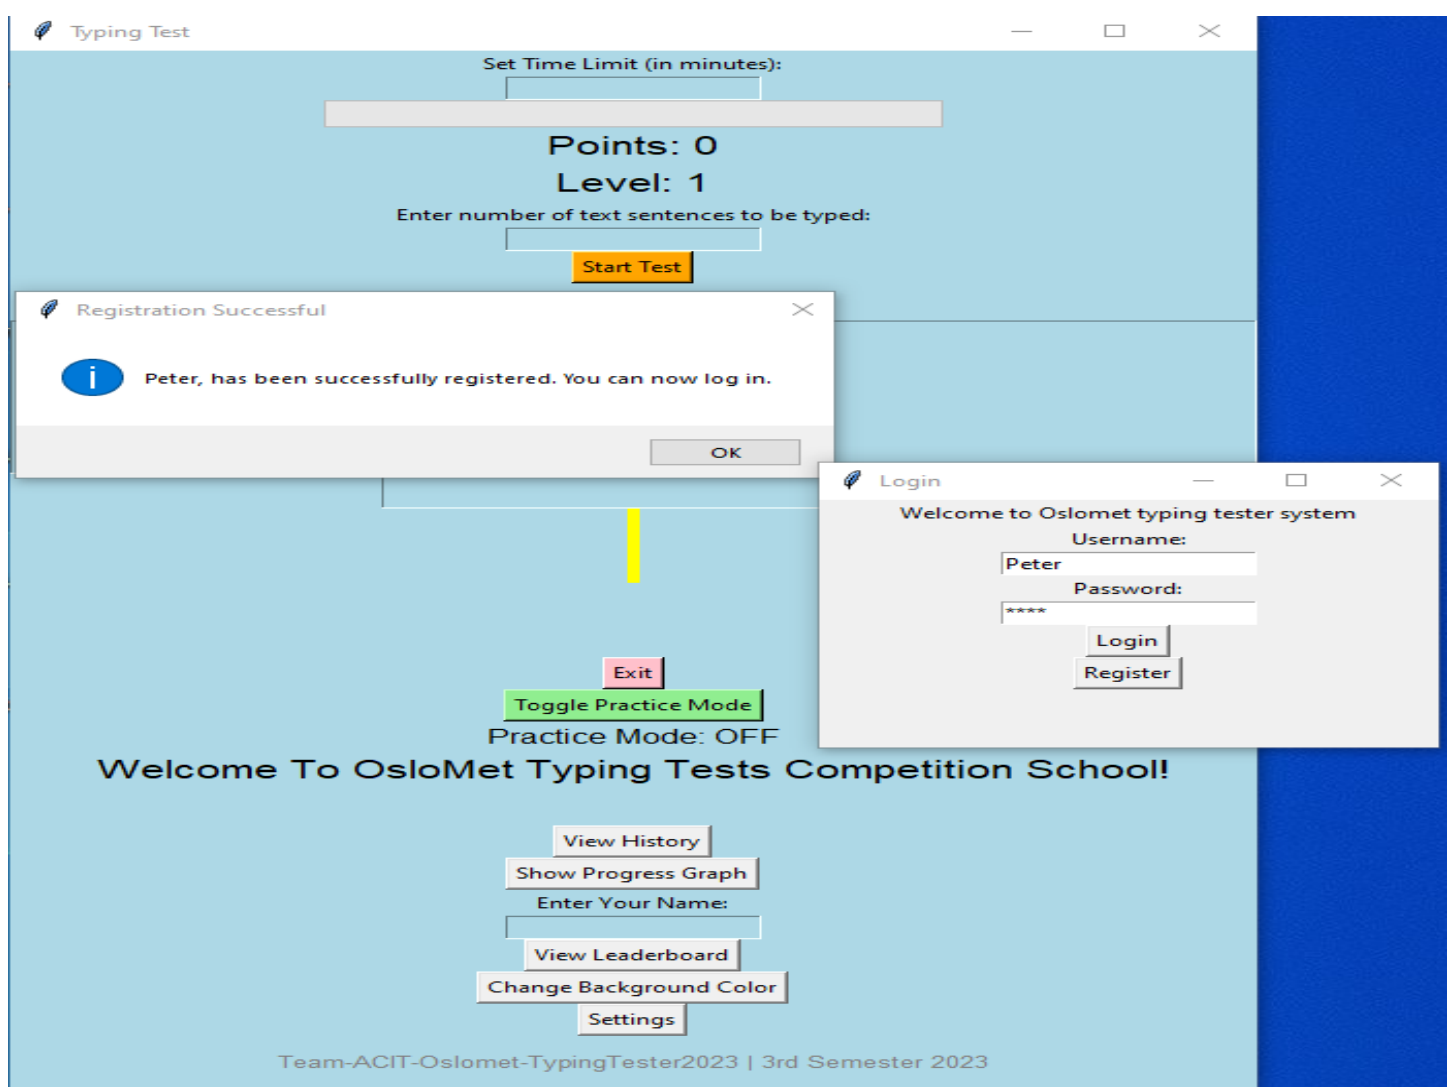 Typing Test
Set Time Limit (in minutes):
Points: 0
Level: 1
Enter number of text sentences to be typed:
Start Test
Registration Successful
i
Peter, has been successfully registered. You can now log in.
OK
Login
Welcome to Oslomet typing tester system
Username:
Peter
Password:
****
Login
Register
Exit
Toggle Practice Mode
Practice Mode: OFF
Welcome To OsloMet Typing Tests Competition School!
View History
Show Progress Graph
Enter Your Name:
View Leaderboard
Change Background Color
Settings
Team-ACIT-Oslomet-TypingTester2023 | 3rd Semester 2023